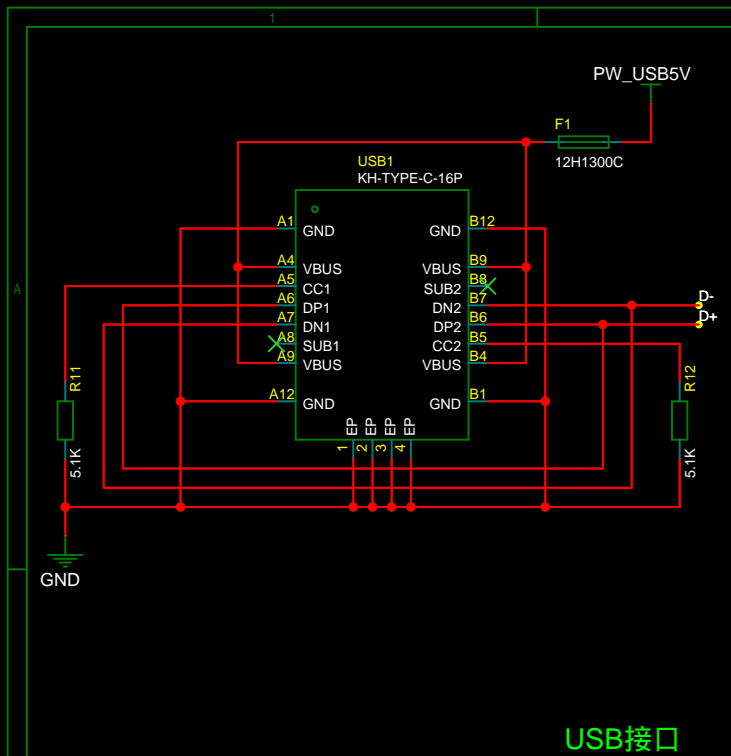 1
PW_USB5V
F1
12H1300C
USB1
KH-TYPE-C-16P
A1
GND
GND
B12
A4
VBUS
VBUS
B9
A5
CC1
SUB2
B8
A6
DP1
DN2
B7
D-
A7
DN1
DP2
B6
D+
A8
SUB1
CC2
B5
A9
VBUS
VBUS
B4
A
R11
5.1K
A12
GND
GND
B1
R12
5.1K
EP
EP
EP
EP
1
2
3
4
GND
USB接口